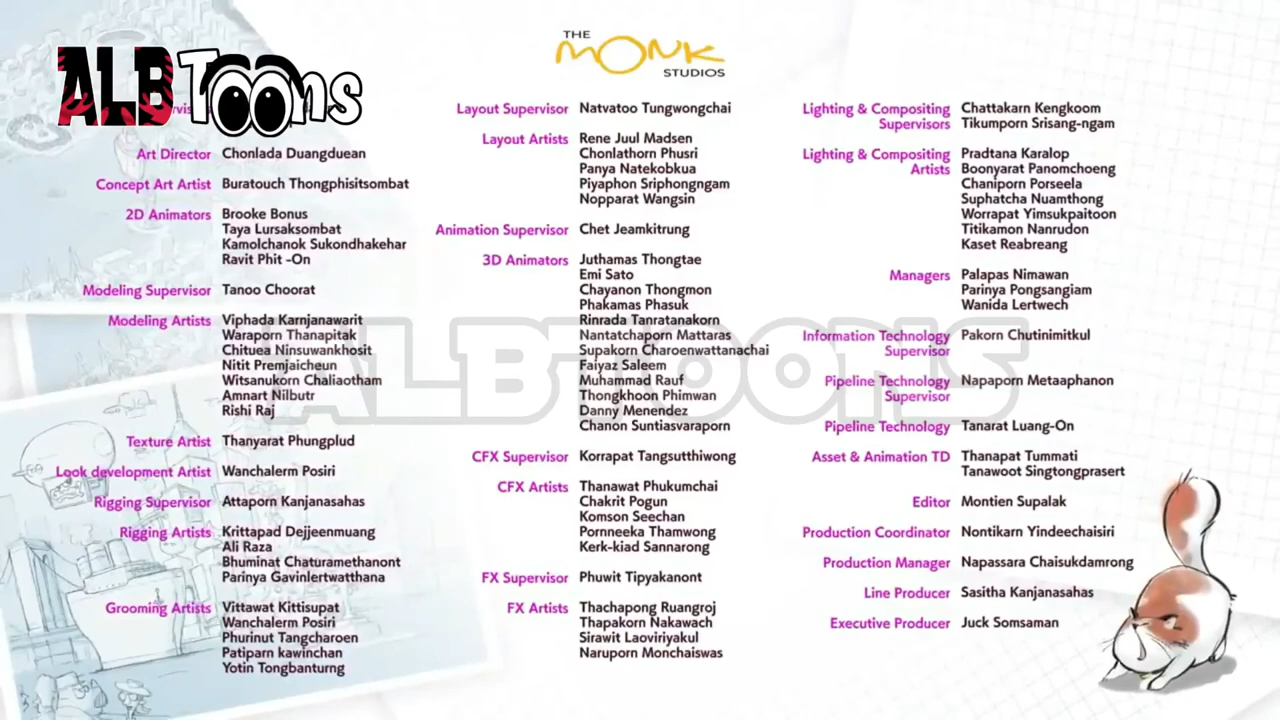 THE
MONK
STUDIOS
ALBToons
Art Director Chonlada Duangduean
Concept Art Artist Buratouch Thongphisitsombat
2D Animators Brooke Bonus
Taya Lursaksombat
Kamolchanok Sukondhakehar
Ravit Phit -On
Modeling Supervisor Tanoo Choorat
Modeling Artists Viphada Karnjanawarit
Waraporn Thanapitak
Chituea Ninsuwankhosit
Nitit Premjaicheun
Witsanukorn Chaliaotham
Amnart Nilbutr
Rishi Raj
Texture Artist Thanyarat Phungplud
Look development Artist Wanchalerm Posiri
Rigging Supervisor Attaporn Kanjanasahas
Rigging Artists Krittapad Dejjeenmuang
Ali Raza
Bhuminat Chaturamethanont
Parinya Gavinlertwatthana
Grooming Artists Vittawat Kittisupat
Wanchalerm Posiri
Phurinut Tangcharoen
Patiparn kawinchan
Yotin Tongbanturng
Layout Supervisor Natvatoo Tungwongchai
Layout Artists Rene Juul Madsen
Chonlathorn Phusri
Panya Natekobkua
Piyaphon Sriphongngam
Nopparat Wangsin
Animation Supervisor Chet Jeamkitrung
3D Animators Juthamas Thongtae
Emi Sato
Chayanon Thongmon
Phakamas Phasuk
Rinrada Tanratanakorn
Nantatchaporn Mattaras
Supakorn Charoenwattanachai
Faiyaz Saleem
Muhammad Rauf
Thongkhoon Phimwan
Danny Menendez
Chanon Suntiasvaraporn
CFX Supervisor Korrapat Tangsutthiwong
CFX Artists Thanawat Phukumchai
Chakrit Pogun
Komson Seechan
Pornneeka Thamwong
Kerk-kiad Sannarong
FX Supervisor Phuwit Tipyakanont
FX Artists Thachapong Ruangroj
Thapakorn Nakawach
Sirawit Laoviriyakul
Naruporn Monchaiswas
Lighting & Compositing Chattakarn Kengkoom
Supervisors Tikumporn Srisang-ngam
Lighting & Compositing Pradtana Karalop
Artists Boonyarat Panomchoeng
Chaniporn Porseela
Suphatcha Nuamthong
Worrapat Yimsukpaitoon
Titikamon Nanrudon
Kaset Reabreang
Managers Palapas Nimawan
Parinya Pongsangiam
Wanida Lertwech
Information Technology Pakorn Chutinimitkul
Supervisor
Pipeline Technology Napaporn Metaaphanon
Supervisor
Pipeline Technology Tanarat Luang-On
Asset & Animation TD Thanapat Tummati
Tanawoot Singtongprasert
Editor Montien Supalak
Production Coordinator Nontikarn Yindeechaisiri
Production Manager Napassara Chaisukdamrong
Line Producer Sasitha Kanjanasahas
Executive Producer Juck Somsaman
ALBTOONS